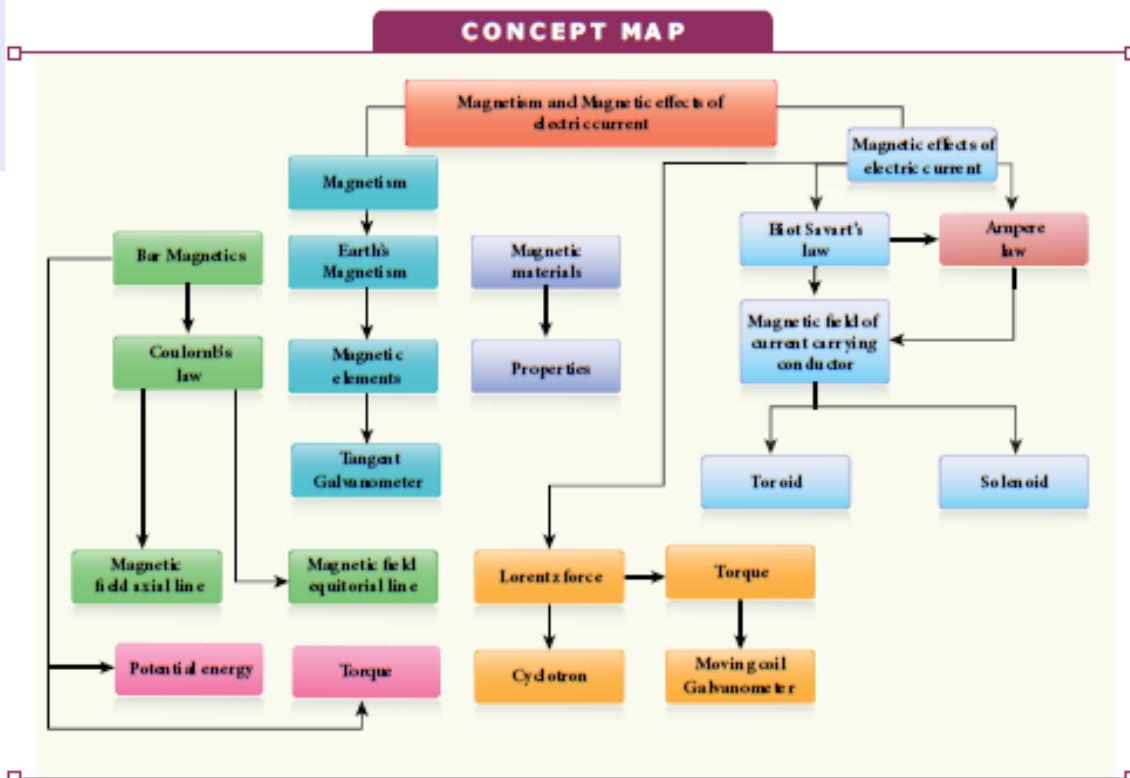 CONCEPT MAP
Magnetism and Magnetic effects of
electric current
Magnetic effects of
electric current
Magnetism
Biot Savart's
law
Ampere
law
Bar Magnetics
Earth's
Magnetism
Magnetic
materials
Magnetic field of
current carrying
conductor
Coulomb's
law
Magnetic
elements
Properties
Tangent
Galvanometer
Toroid
Solenoid
Magnetic
field axial line
Magnetic field
equitorial line
Lorentz force
Torque
Potential energy
Torque
Cyclotron
Moving coil
Galvanometer